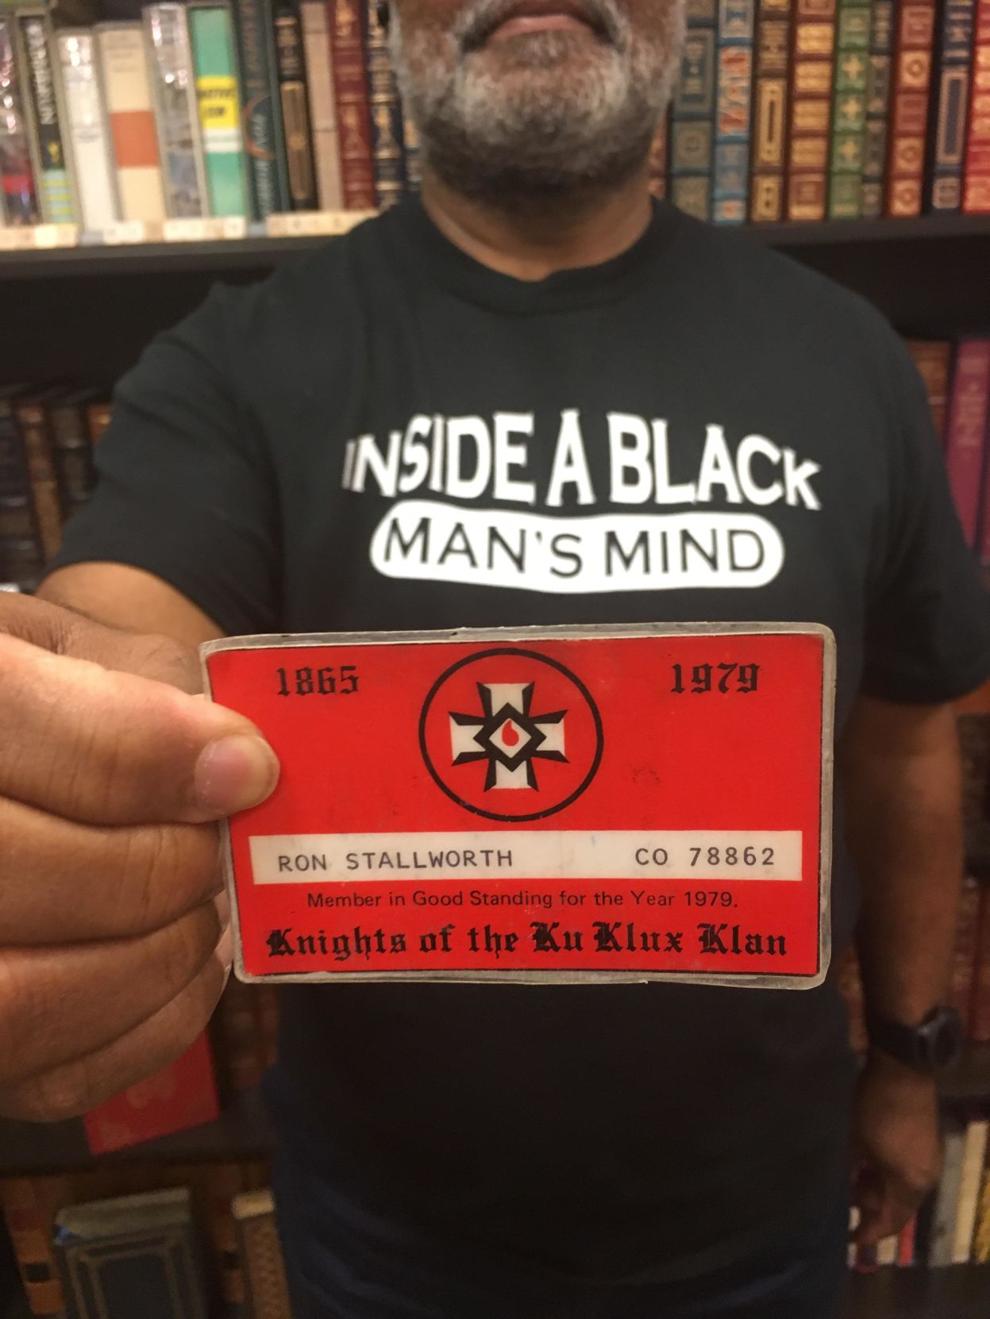 INSIDE A BLACK
MAN'S MIND
1865 1979
RON STALLWORTH CO 78862
Member in Good Standing for the Year 1979.
Knights of the Ku Klux Klan